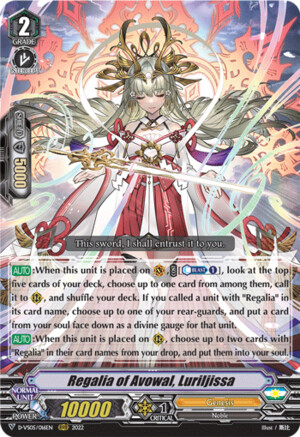 2
GRADE
5000
This sword, I shall entrust it to you.
AUTO:When this unit is placed on
BLAST 1, look at the top
five cards of your deck, choose up to one card from among them, call
it to
, and shuffle your deck. If you called a unit with "Regalia" in
its card name, choose up to one of your rear-guards, and put a card
from your soul face down as a divine gauge for that unit.
AUTO:When this unit is placed on
, choose up to two cards with
"Regalia" in their card names from your drop, and put them into your soul.
NORMAL
UNIT
Regalia of Avowal, Luriljissa
POWER
10000
1
CRITICAL
Genesis
Noble
D-VS05/016EN
2022
Illust /